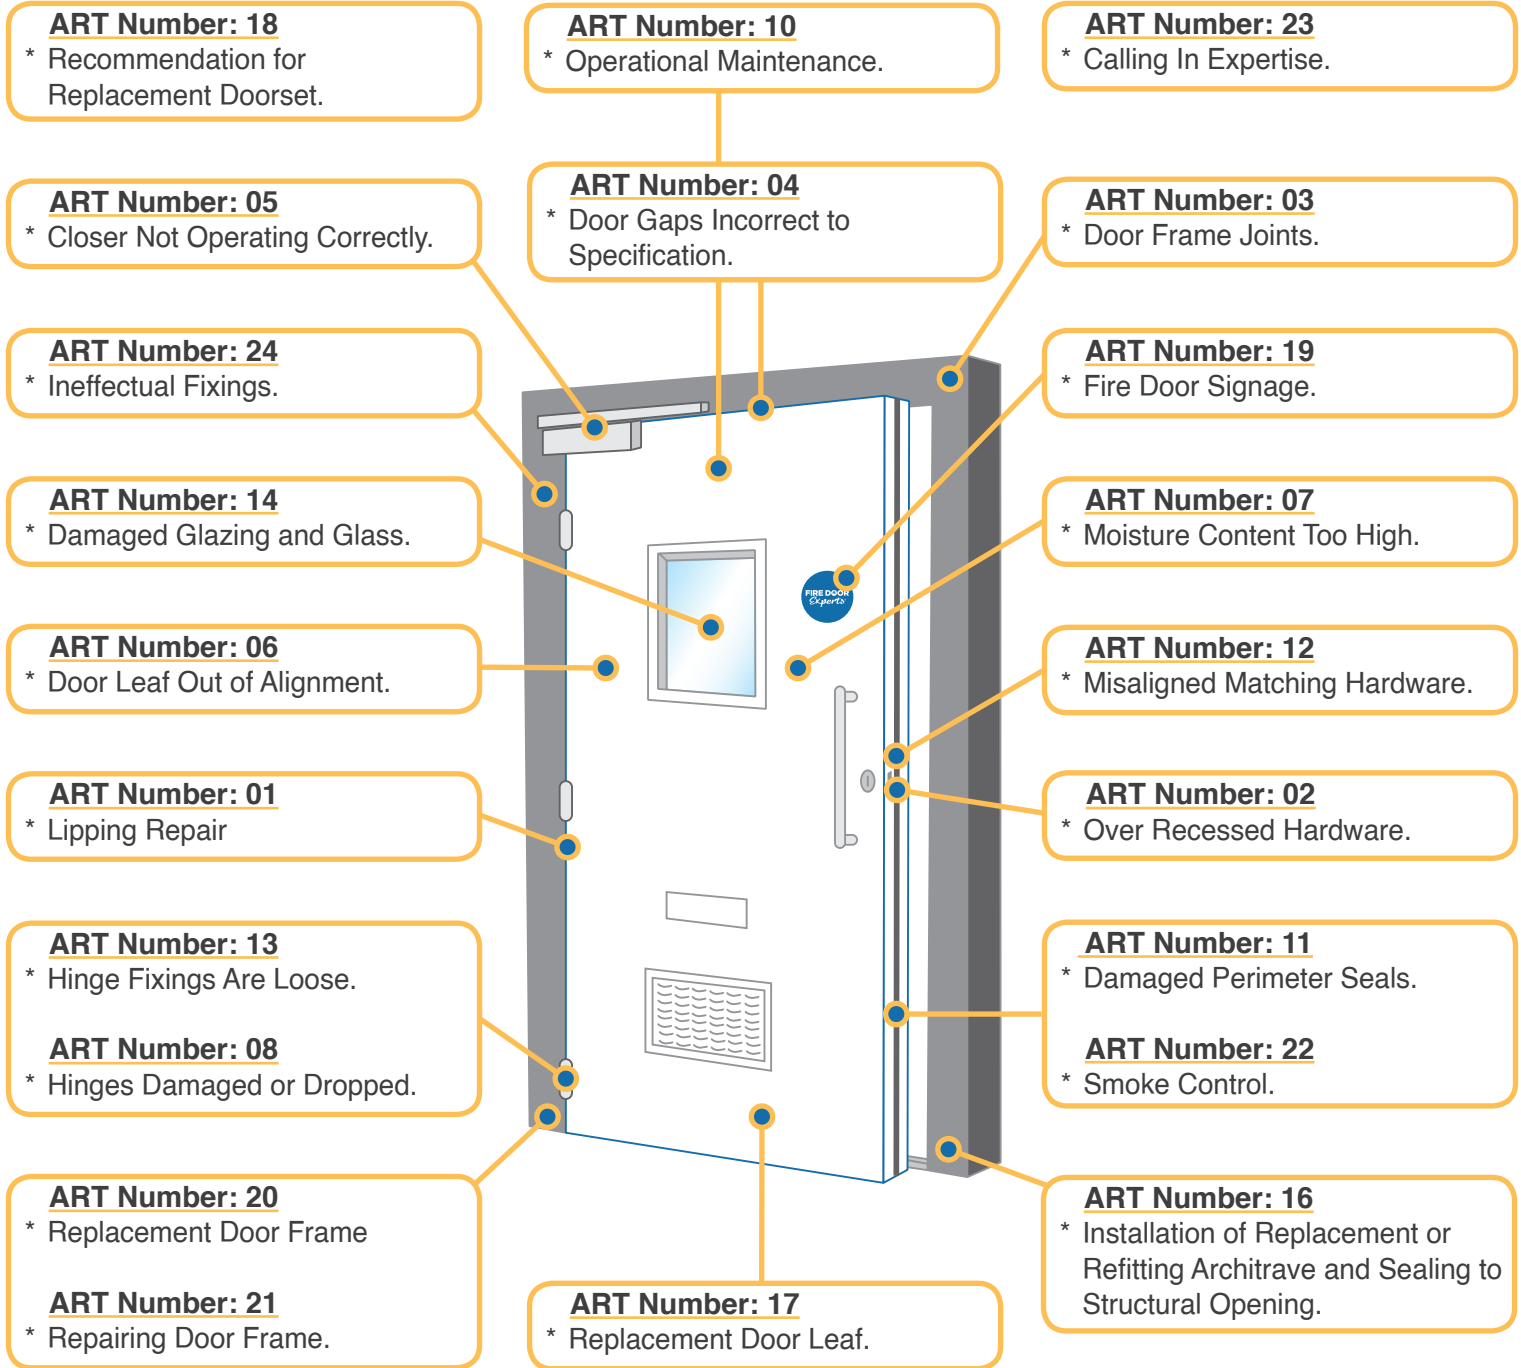 ART Number: 18
* Recommendation for
Replacement Doorset.
ART Number: 10
* Operational Maintenance.
ART Number: 23
* Calling In Expertise.
ART Number: 05
* Closer Not Operating Correctly.
ART Number: 04
* Door Gaps Incorrect to
Specification.
ART Number: 03
* Door Frame Joints.
ART Number: 24
* Ineffectual Fixings.
ART Number: 19
* Fire Door Signage.
ART Number: 14
* Damaged Glazing and Glass.
ART Number: 07
* Moisture Content Too High.
FIRE DOOR
Experts
ART Number: 06
* Door Leaf Out of Alignment.
ART Number: 12
* Misaligned Matching Hardware.
ART Number: 01
* Lipping Repair
ART Number: 02
* Over Recessed Hardware.
ART Number: 13
* Hinge Fixings Are Loose.
ART Number: 08
* Hinges Damaged or Dropped.
ART Number: 11
* Damaged Perimeter Seals.
ART Number: 22
* Smoke Control.
ART Number: 20
* Replacement Door Frame
ART Number: 21
* Repairing Door Frame.
ART Number: 17
* Replacement Door Leaf.
ART Number: 16
* Installation of Replacement or
Refitting Architrave and Sealing to
Structural Opening.